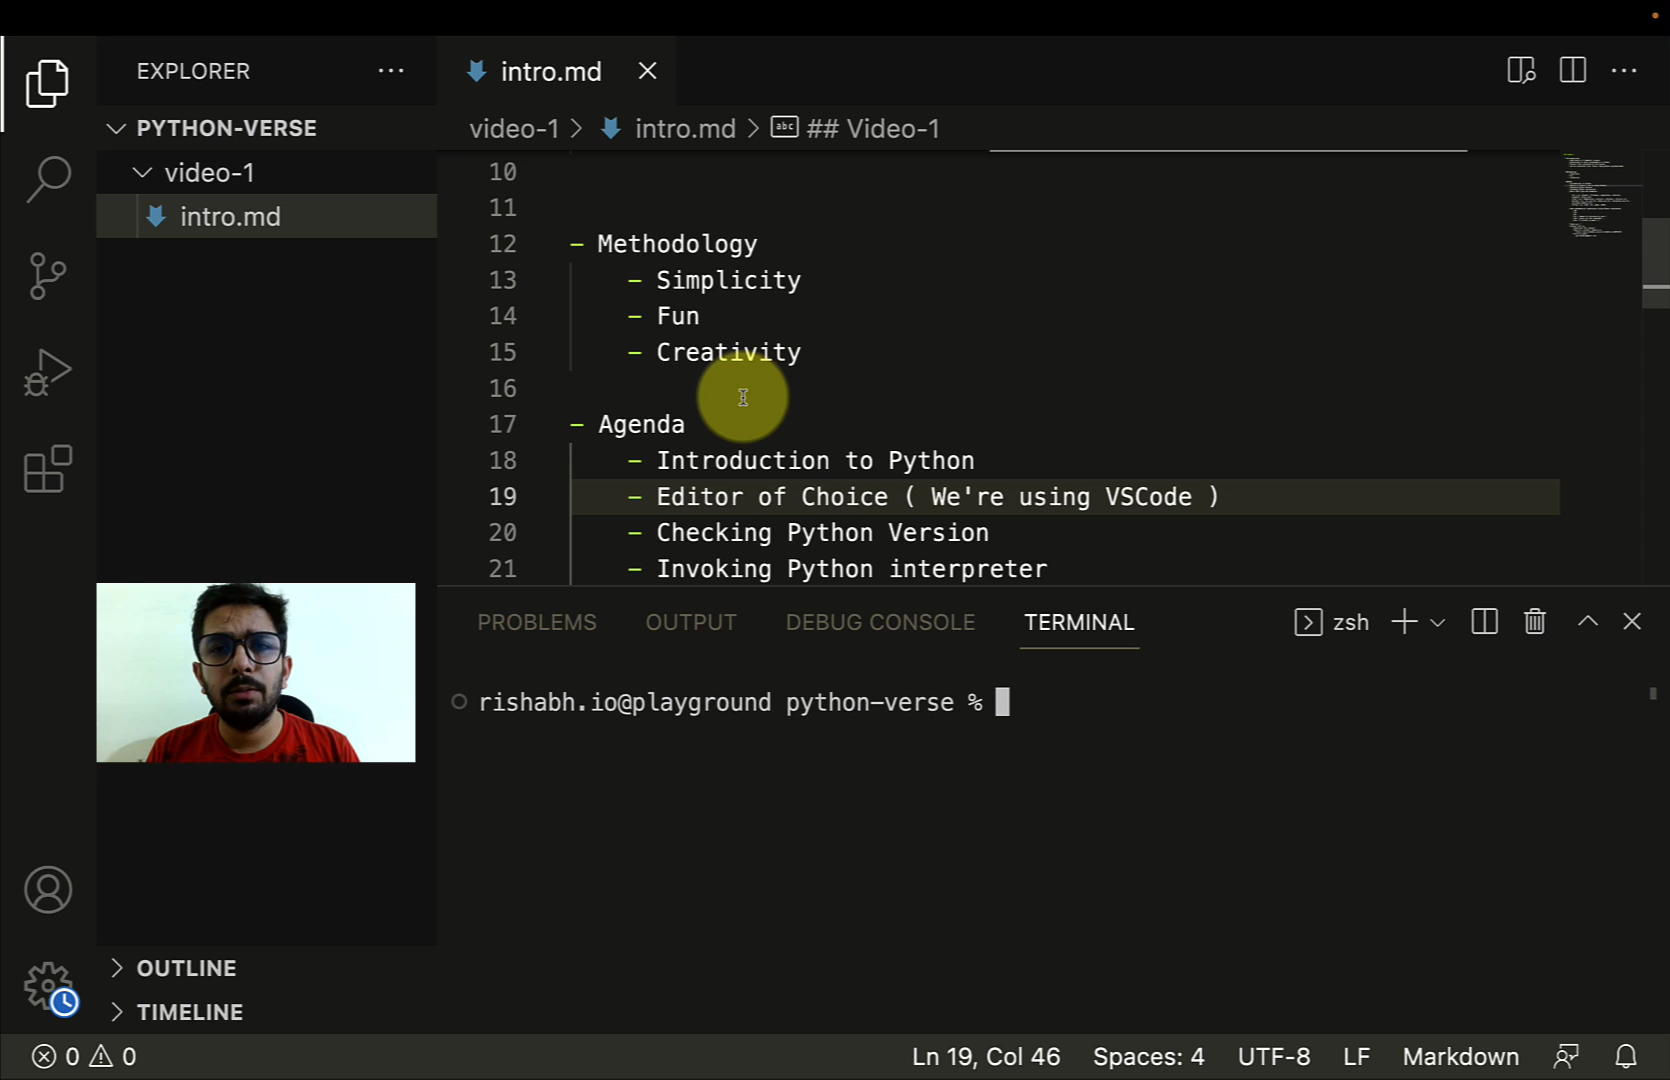 EXPLORER
intro.md
PYTHON-VERSE
video-1 > intro.md > ## Video-1
video-1
intro.md
10
11
12 - Methodology
13 - Simplicity
14 - Fun
15 - Creativity
16
17 - Agenda
18 - Introduction to Python
19 - Editor of Choice ( We're using VSCode )
20 - Checking Python Version
21 - Invoking Python interpreter
PROBLEMS OUTPUT DEBUG CONSOLE TERMINAL zsh
rishabh.io@playground python-verse %
OUTLINE
TIMELINE
0 0 Ln 19, Col 46 Spaces: 4 UTF-8 LF Markdown